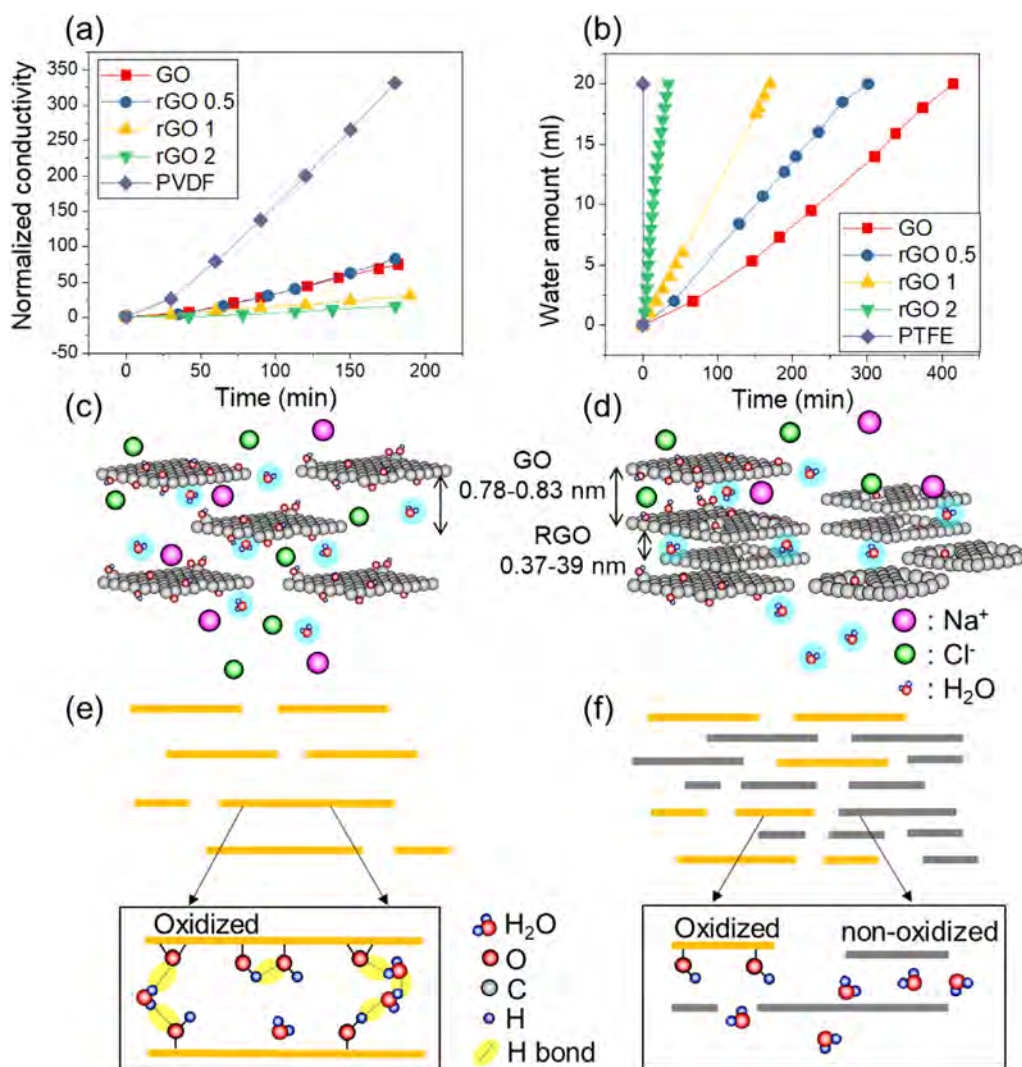 (a)
Normalized conductivity
350
300
250
200
150
100
50
0
-50
GO
rGO 0.5
rGO 1
rGO 2
PVDF
0 50 100 150 200
Time (min)
(b)
Water amount (ml)
20
15
10
5
0
GO
rGO 0.5
rGO 1
rGO 2
PTFE
0 100 200 300 400
Time (min)
(c)
(d)
GO
0.78-0.83 nm
RGO
0.37-39 nm
: Na⁺
: Cl⁻
: H₂O
(e)
Oxidized
H₂O
O
C
H
H bond
(f)
Oxidized
non-oxidized